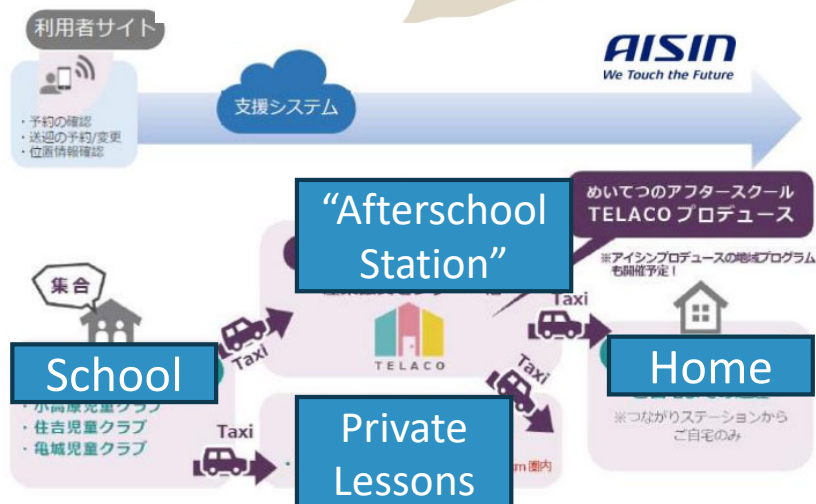 利用者サイト
・予約の確認
・送迎の予約/変更
・位置情報確認
支援システム
AISIN
We Touch the Future
めいてつのアフタースクール
TELACO プロデュース
※アイシンプロデュースの地域プログラム
も開催予定！
“Afterschool
Station”
集合
Taxi
Taxi
TELACO
School
Home
・小高原児童クラブ
・住吉児童クラブ
・亀城児童クラブ
Taxi
Taxi
※つながりステーションから
ご自宅のみ
Private
Lessons
m圏内